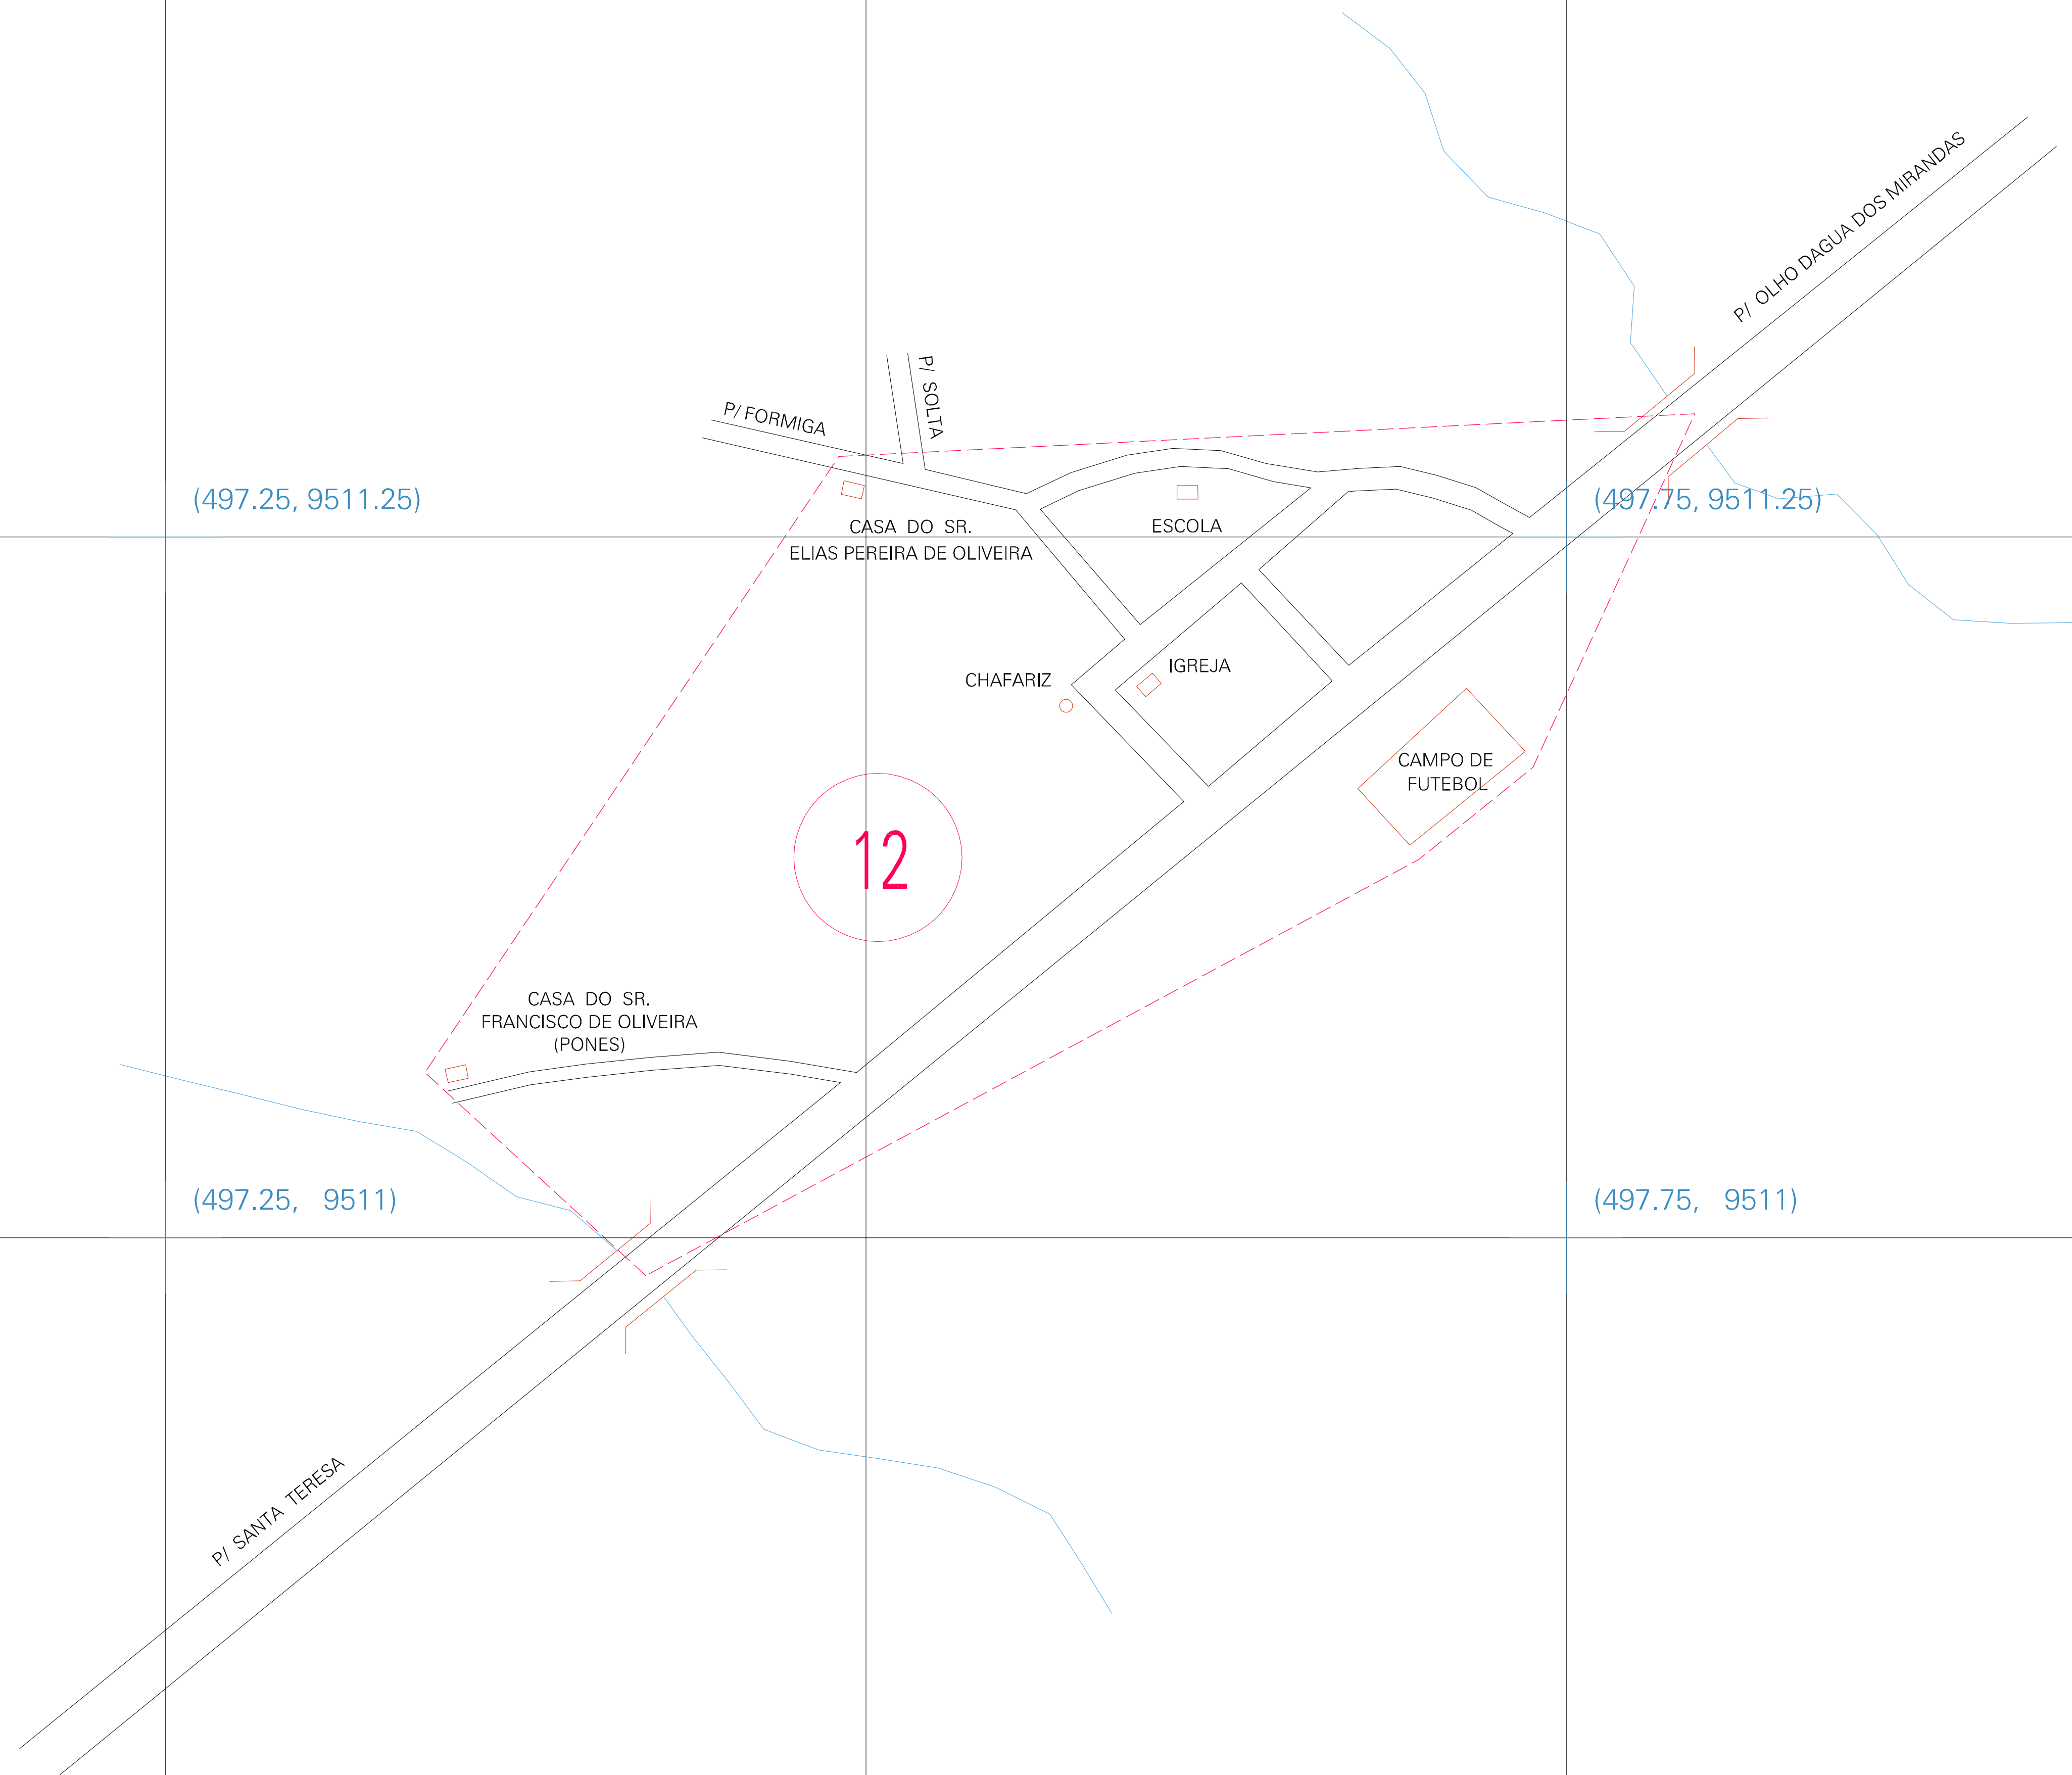 P/ OLHO DAGUA DOS MIRANDAS
P/ SOLTA
P/ FORMIGA
(497.25, 9511.25)
(497.75, 9511.25)
CASA DO SR.
ELIAS PEREIRA DE OLIVEIRA
ESCOLA
IGREJA
CHAFARIZ
CAMPO DE
FUTEBOL
12
CASA DO SR.
FRANCISCO DE OLIVEIRA
(PONES)
(497.25, 9511)
(497.75, 9511)
P/ SANTA TERESA